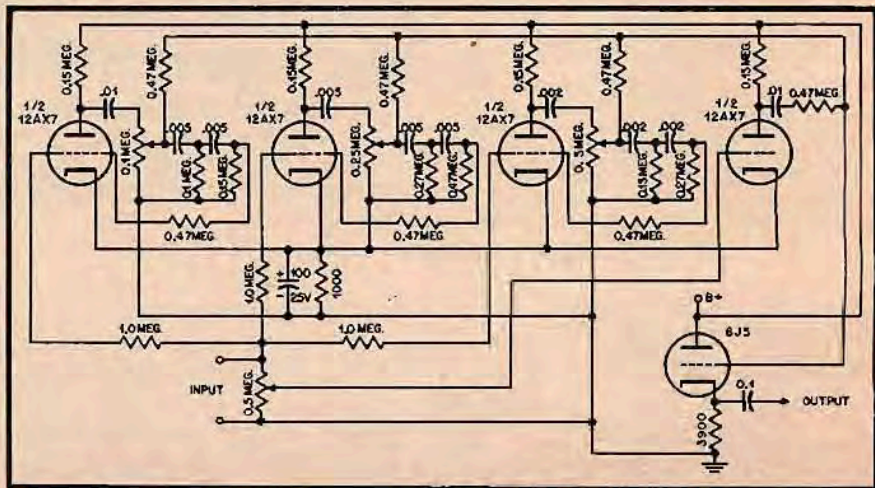 0.15 MEG.
.01
0.47 MEG.
1/2
12AX7
0.1 MEG.
.005
.005
0.1 MEG.
0.15 MEG.
0.47 MEG.
0.15 MEG.
.005
0.47 MEG.
1/2
12AX7
0.25 MEG.
.005
.005
0.27 MEG.
0.47 MEG.
0.47 MEG.
0.15 MEG.
.002
0.47 MEG.
1/2
12AX7
.002
.002
0.15 MEG.
0.27 MEG.
0.47 MEG.
0.15 MEG.
.01
0.47 MEG.
1/2
12AX7
1.0 MEG.
+
100
25V
1000
1.0 MEG.
1.0 MEG.
INPUT
0.5 MEG.
B+
6J5
0.1
OUTPUT
3900